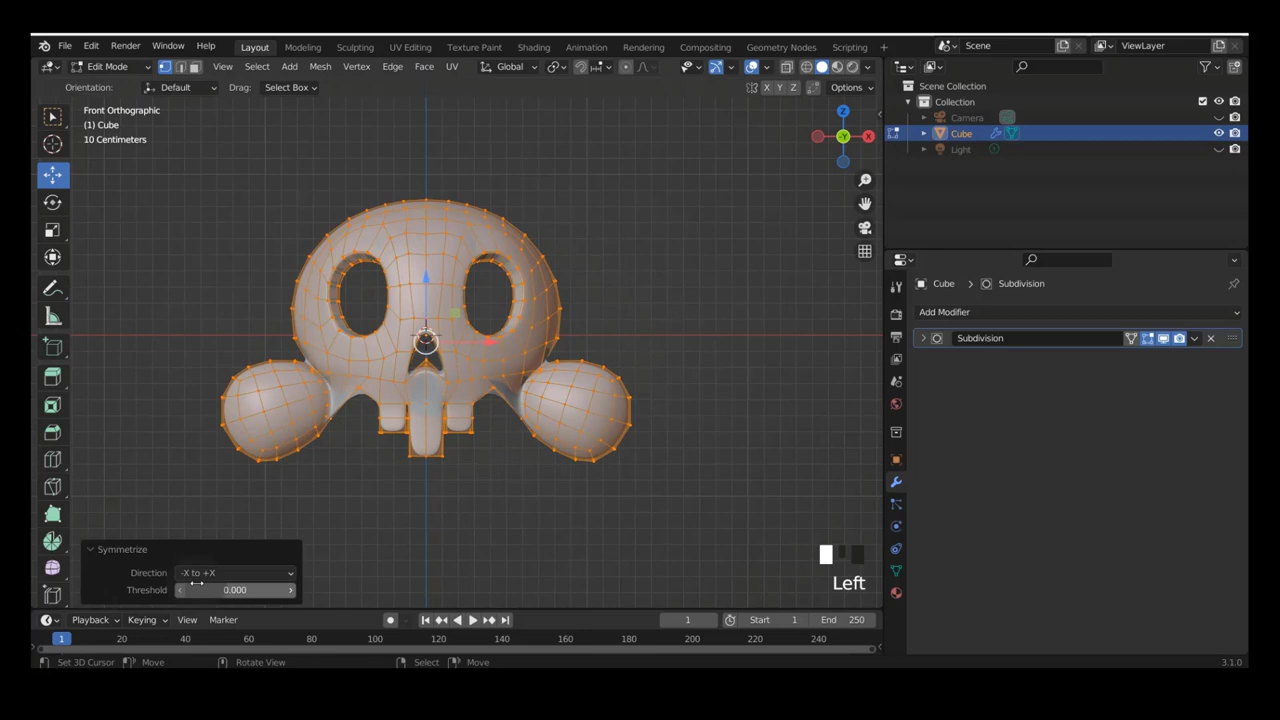 File Edit Render Window Help Layout Modeling Sculpting UV Editing Texture Paint Shading Animation Rendering Compositing Geometry Nodes Scripting + Scene ViewLayer
Edit Mode View Select Add Mesh Vertex Edge Face UV Global
Orientation: Default Drag: Select Box X Y Z Options
Scene Collection
Collection
Camera
Cube
Light
Front Orthographic
(1) Cube
10 Centimeters
Z
-Y X
Cube > Subdivision
Add Modifier
Subdivision
Symmetrize
Direction -X to +X
Threshold 0.000
Left
Playback Keying View Marker 1 Start 1 End 250
1 20 40 60 80 100 120 140 160 180 200 220 240
Set 3D Cursor Move Rotate View Select Move 3.1.0